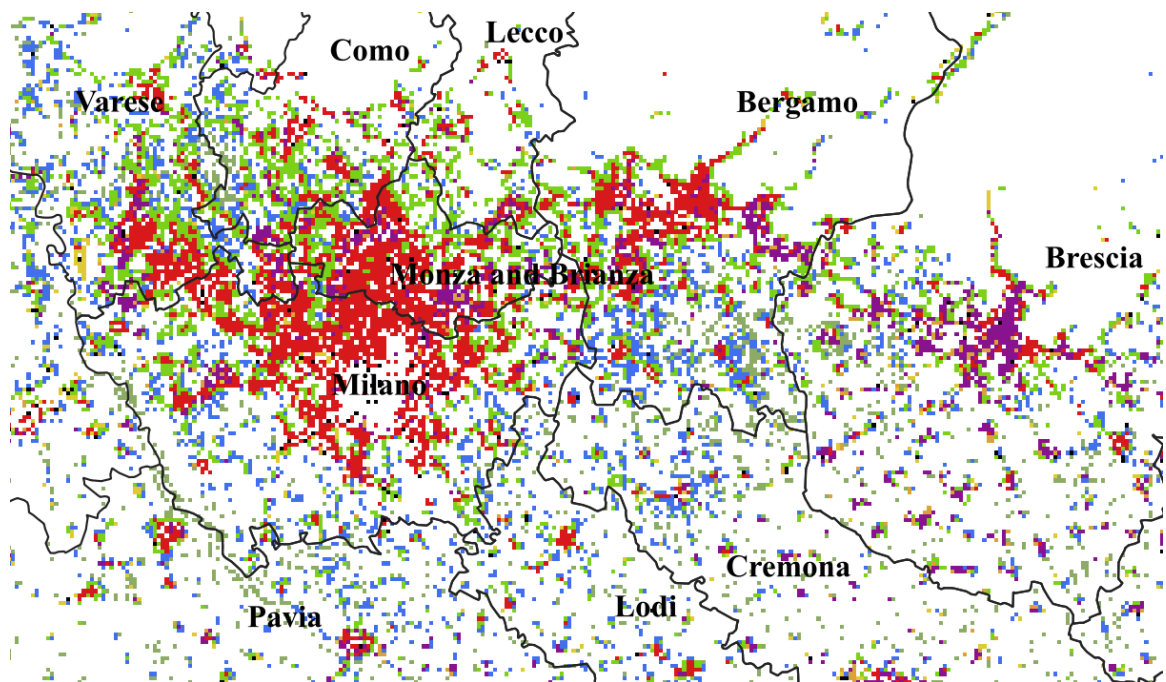 Lecco
Como
Varese
Bergamo
Brescia
Monza and Brianza
Milano
Cremona
Lodi
Pavia